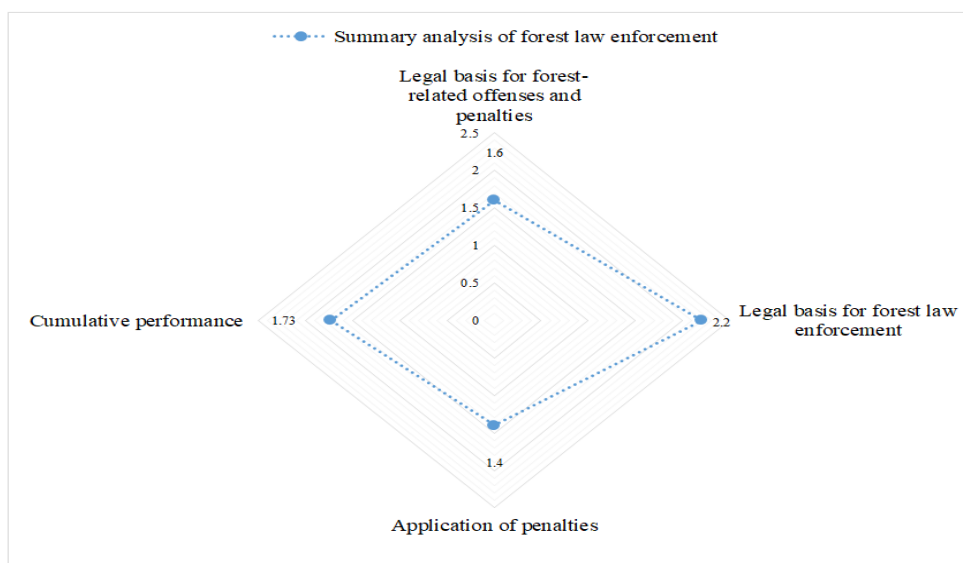 Summary analysis of forest law enforcement
Legal basis for forest-
related offenses and
penalties
2.5
1.6
2
1.5
1
0.5
0
Legal basis for forest law
enforcement
2.2
Cumulative performance
1.73
1.4
Application of penalties